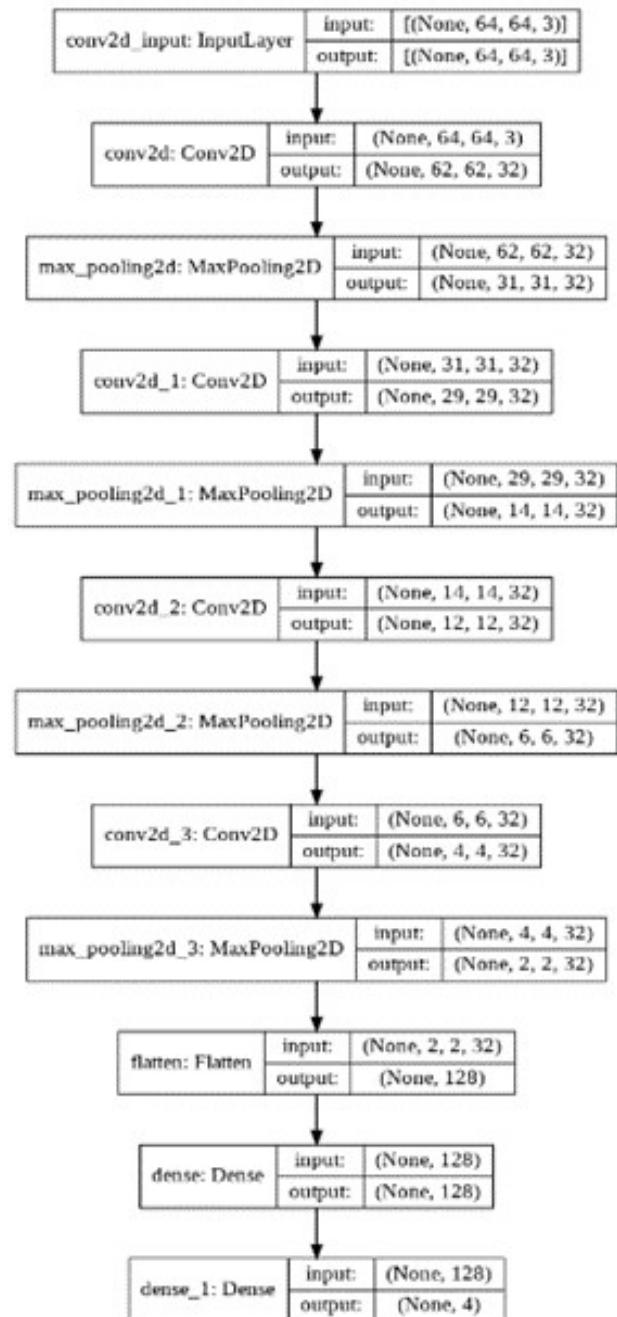 conv2d_input: InputLayer input: [(None, 64, 64, 3)]
output: [(None, 64, 64, 3)]
conv2d: Conv2D input: (None, 64, 64, 3)
output: (None, 62, 62, 32)
max_pooling2d: MaxPooling2D input: (None, 62, 62, 32)
output: (None, 31, 31, 32)
conv2d_1: Conv2D input: (None, 31, 31, 32)
output: (None, 29, 29, 32)
max_pooling2d_1: MaxPooling2D input: (None, 29, 29, 32)
output: (None, 14, 14, 32)
conv2d_2: Conv2D input: (None, 14, 14, 32)
output: (None, 12, 12, 32)
max_pooling2d_2: MaxPooling2D input: (None, 12, 12, 32)
output: (None, 6, 6, 32)
conv2d_3: Conv2D input: (None, 6, 6, 32)
output: (None, 4, 4, 32)
max_pooling2d_3: MaxPooling2D input: (None, 4, 4, 32)
output: (None, 2, 2, 32)
flatten: Flatten input: (None, 2, 2, 32)
output: (None, 128)
dense: Dense input: (None, 128)
output: (None, 128)
dense_1: Dense input: (None, 128)
output: (None, 4)